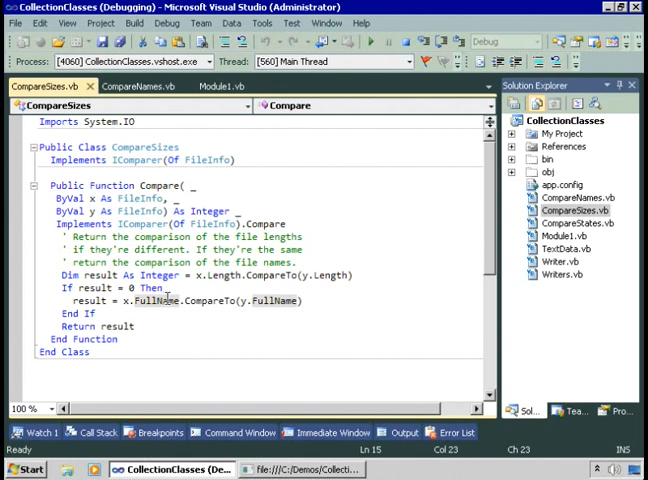 CollectionClasses (Debugging) - Microsoft Visual Studio (Administrator)
File Edit View Project Build Debug Team Data Tools Test Window Help
Debug
Process: [4060] CollectionClasses.vshost.exe Thread: [560] Main Thread
CompareSizes.vb CompareNames.vb Module1.vb
CompareSizes Compare
Imports System.IO
Public Class CompareSizes
Implements IComparer(Of FileInfo)
Public Function Compare( _
ByVal x As FileInfo, _
ByVal y As FileInfo) As Integer _
Implements IComparer(Of FileInfo).Compare
' Return the comparison of the file lengths
' if they're different. If they're the same
' return the comparison of the file names.
Dim result As Integer = x.Length.CompareTo(y.Length)
If result = 0 Then
result = x.FullName.CompareTo(y.FullName)
End If
Return result
End Function
End Class
100 %
Solution Explorer
CollectionClasses
My Project
References
bin
obj
app.config
CompareNames.vb
CompareSizes.vb
CompareStates.vb
Module1.vb
TextData.vb
Writer.vb
Writers.vb
Sol... Tea... Pro...
Watch 1 Call Stack Breakpoints Command Window Immediate Window Output Error List
Ready Ln 15 Col 23 Ch 23 INS
Start CollectionClasses (De... file:///C:/Demos/Collecti...